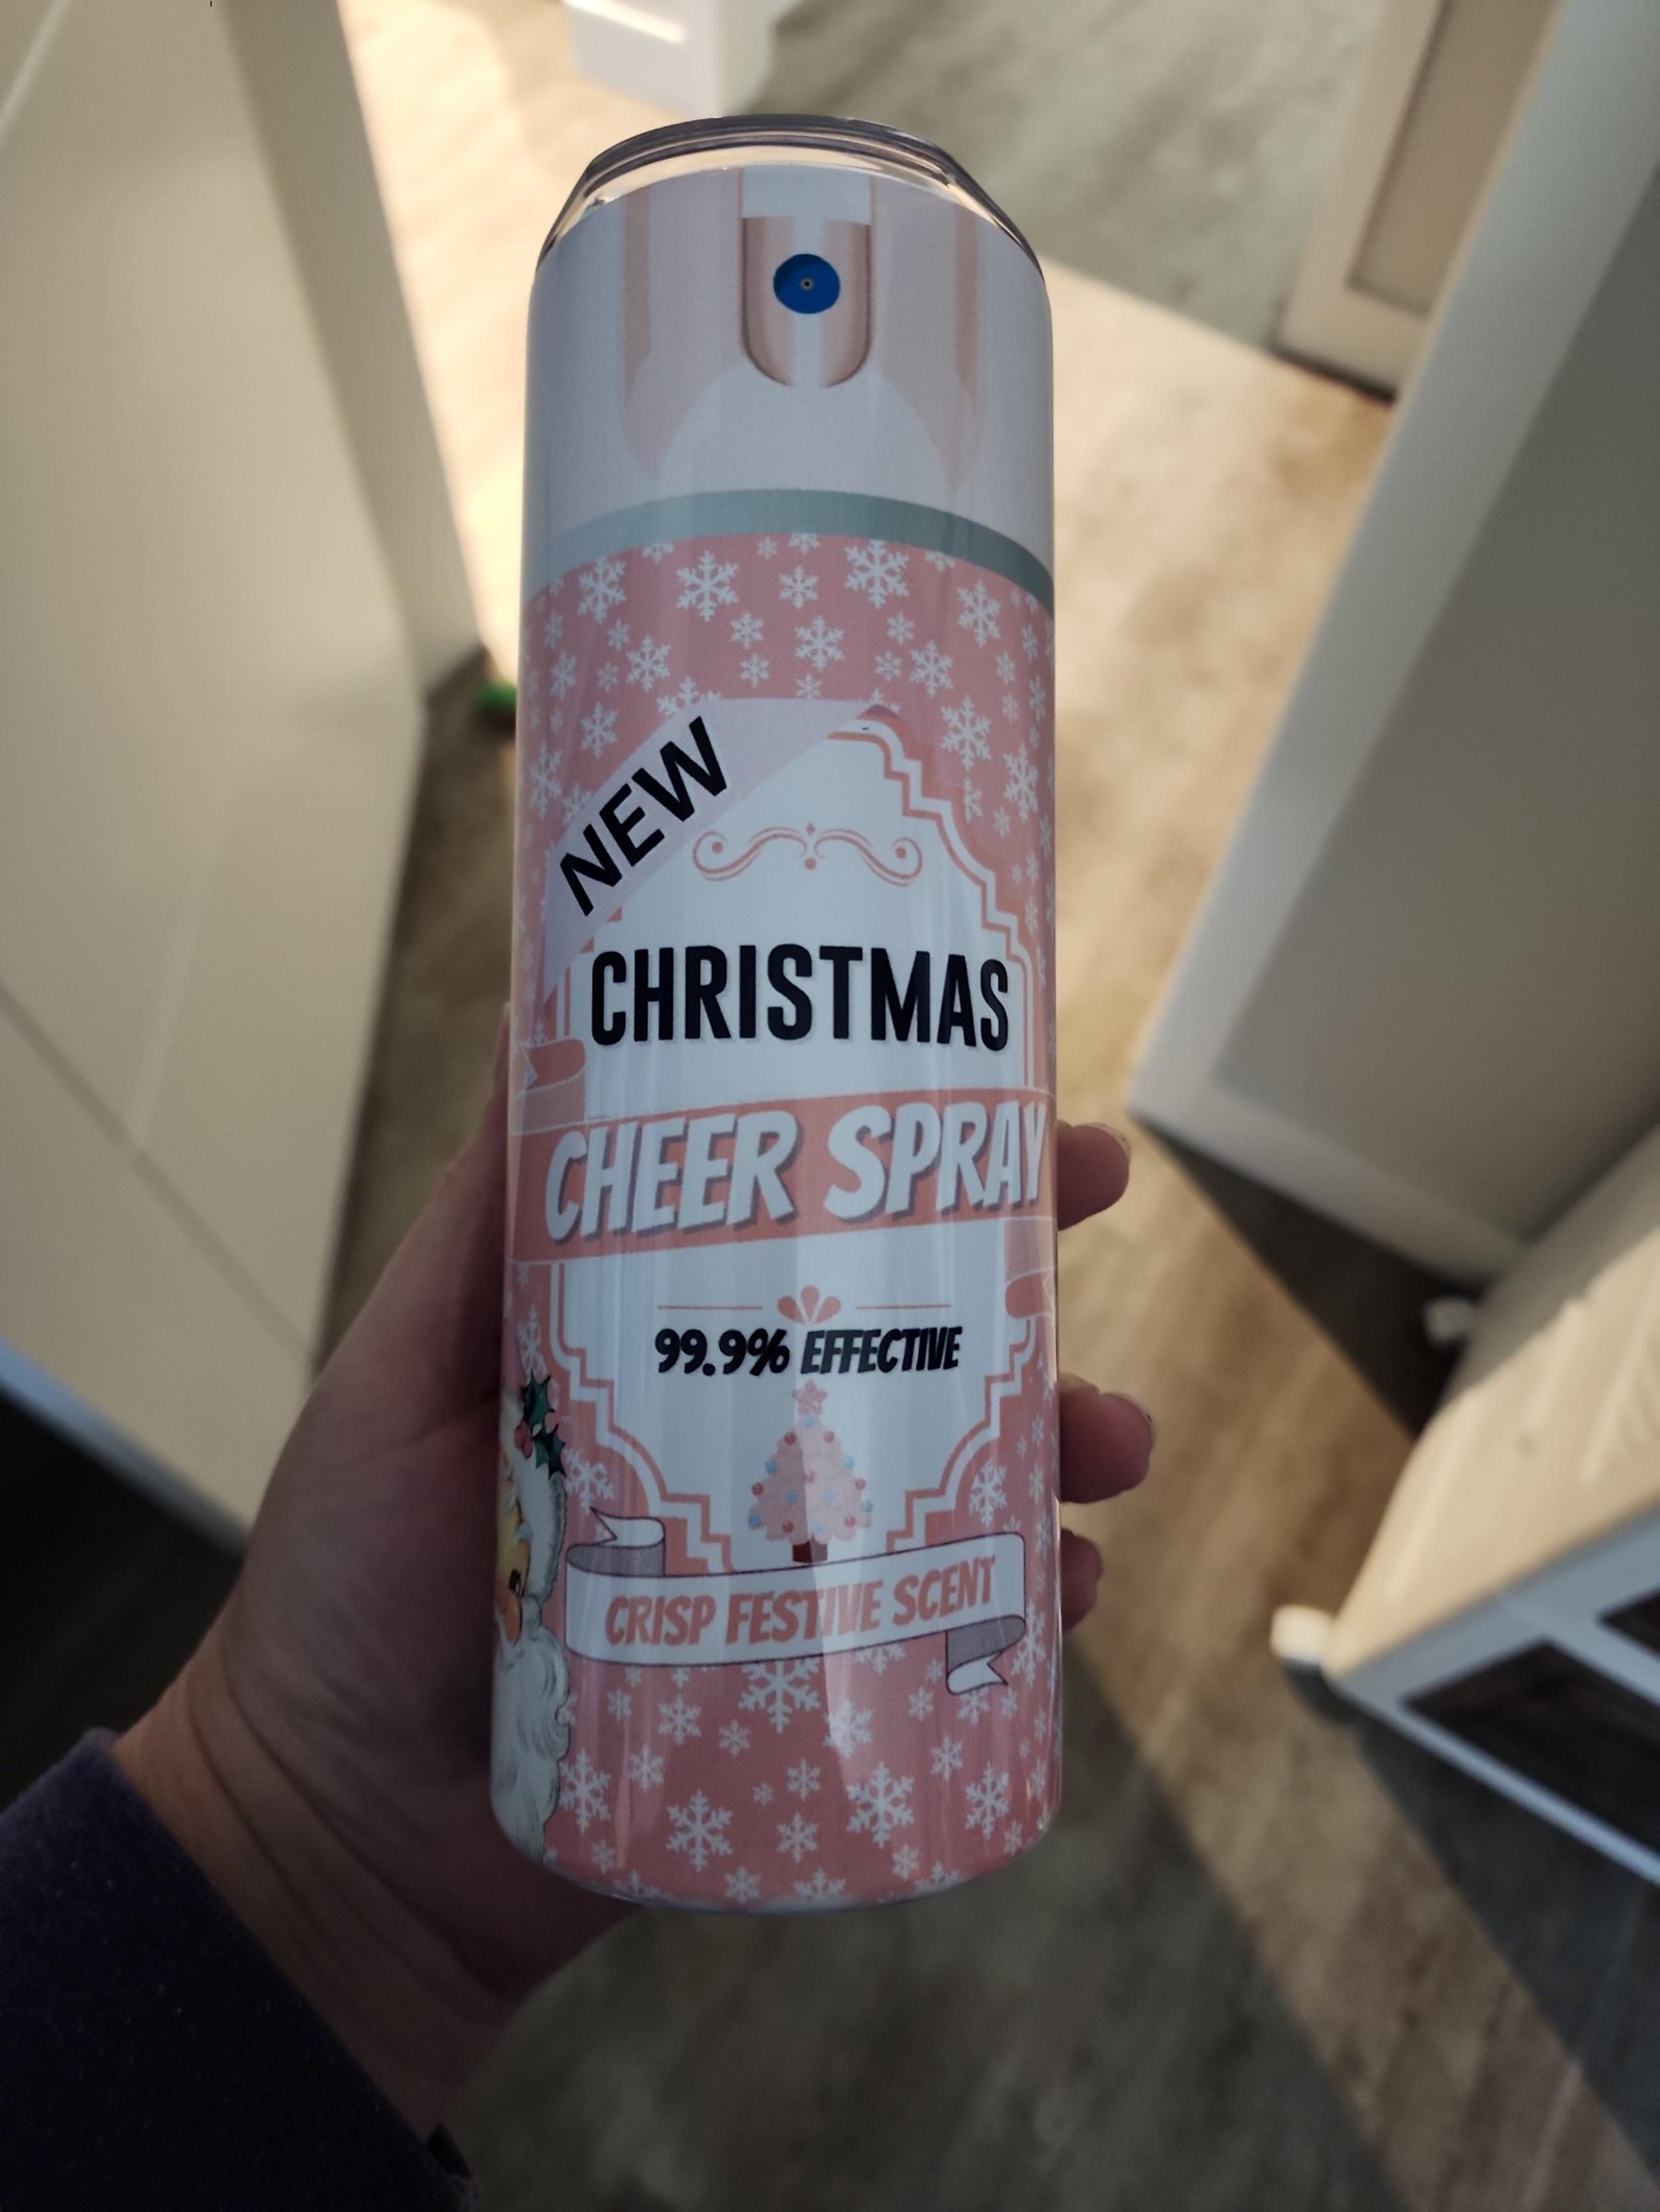 NEW
CHRISTMAS
CHEER SPRAY
99.9% EFFECTIVE
CRISP FESTIVE SCENT